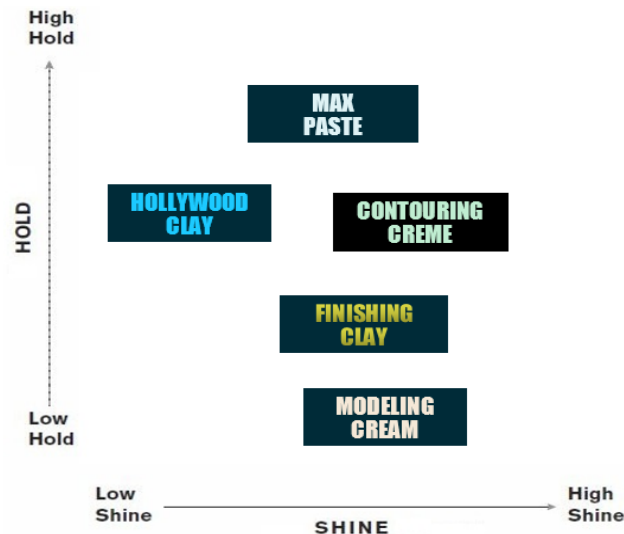 High
Hold
MAX
PASTE
HOLLYWOOD
CLAY
CONTOURING
CREME
HOLD
FINISHING
CLAY
MODELING
CREAM
Low
Hold
Low
Shine
SHINE
High
Shine